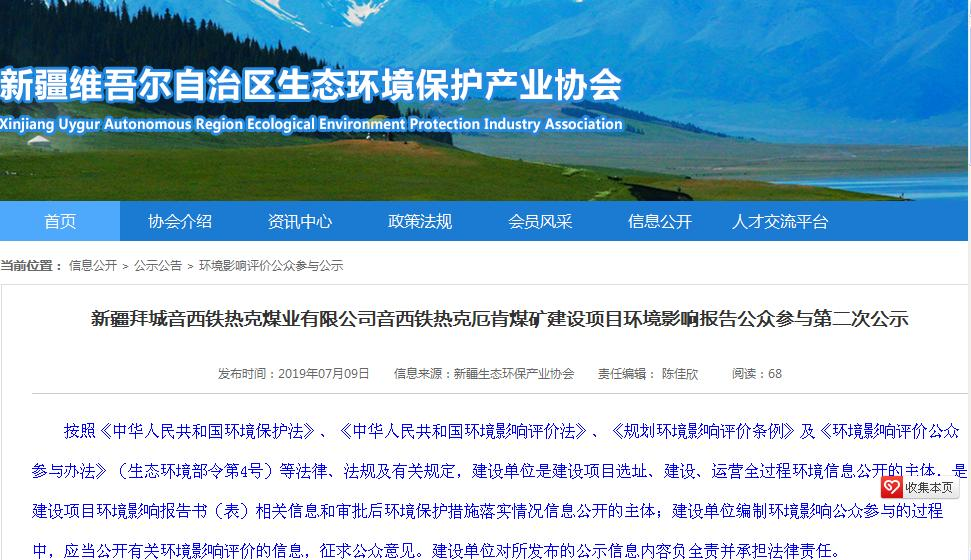 新疆维吾尔自治区生态环境保护产业协会
Xinjiang Uygur Autonomous Region Ecological Environment Protection Industry Association
首页 协会介绍 资讯中心 政策法规 会员风采 信息公开 人才交流平台
当前位置： 信息公开 > 公示公告 > 环境影响评价公众参与公示
新疆拜城音西铁热克煤业有限公司音西铁热克厄肯煤矿建设项目环境影响报告公众参与第二次公示
发布时间：2019年07月09日 信息来源：新疆生态环保产业协会 责任编辑： 陈佳欣 阅读：68
按照《中华人民共和国环境保护法》、《中华人民共和国环境影响评价法》、《规划环境影响评价条例》及《环境影响评价公众
参与办法》（生态环境部令第4号）等法律、法规及有关规定，建设单位是建设项目选址、建设、运营全过程环境信息公开的主体，是
收集本页
建设项目环境影响报告书（表）相关信息和审批后环境保护措施落实情况信息公开的主体；建设单位编制环境影响公众参与的过程
中，应当公开有关环境影响评价的信息，征求公众意见。建设单位对所发布的公示信息内容负全责并承担法律责任。